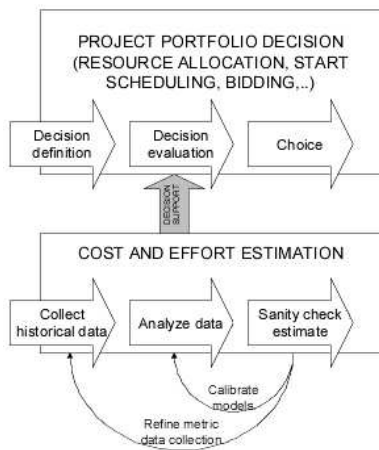 PROJECT PORTFOLIO DECISION
(RESOURCE ALLOCATION, START
SCHEDULING, BIDDING,..)
Decision
definition
Decision
evaluation
Choice
DECISION
SUPPORT
COST AND EFFORT ESTIMATION
Collect
historical data
Analyze data
Sanity check
estimate
Calibrate
models
Refine metric
data collection